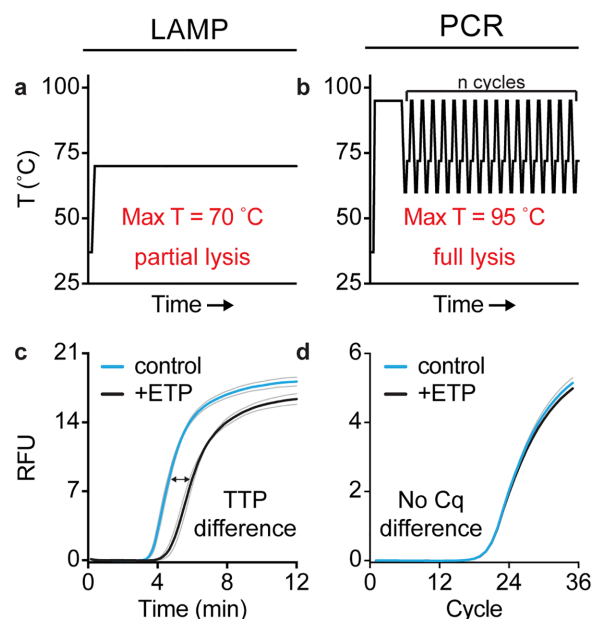 LAMP
PCR
a
100
75
50
25
T (˚C)
Max T = 70 ˚C
partial lysis
Time →
b
100
75
50
25
n cycles
Max T = 95 ˚C
full lysis
Time →
c
21
14
7
0
RFU
control
+ETP
TTP
difference
0 4 8 12
Time (min)
d
6
4
2
0
control
+ETP
No Cq
difference
0 12 24 36
Cycle